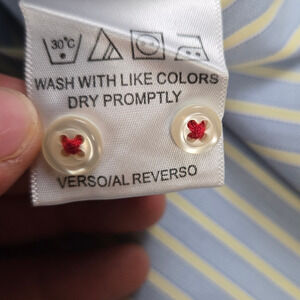 30°C
WASH WITH LIKE COLORS
DRY PROMPTLY
VERSO/AL REVERSO